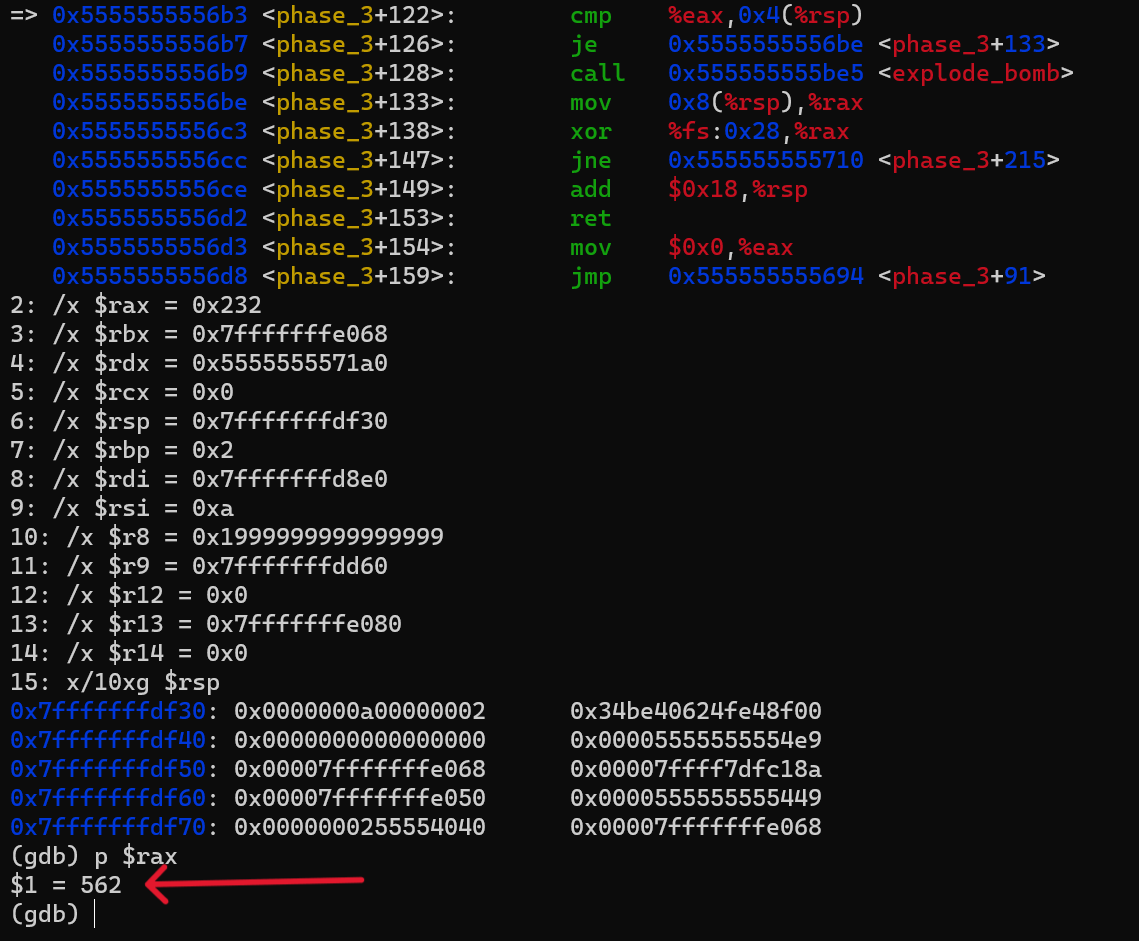 => 0x5555555556b3 <phase_3+122>: cmp %eax,0x4(%rsp)
0x5555555556b7 <phase_3+126>: je 0x5555555556be <phase_3+133>
0x5555555556b9 <phase_3+128>: call 0x555555555be5 <explode_bomb>
0x5555555556be <phase_3+133>: mov 0x8(%rsp),%rax
0x5555555556c3 <phase_3+138>: xor %fs:0x28,%rax
0x5555555556cc <phase_3+147>: jne 0x555555555710 <phase_3+215>
0x5555555556ce <phase_3+149>: add $0x18,%rsp
0x5555555556d2 <phase_3+153>: ret
0x5555555556d3 <phase_3+154>: mov $0x0,%eax
0x5555555556d8 <phase_3+159>: jmp 0x555555555694 <phase_3+91>
2: /x $rax = 0x232
3: /x $rbx = 0x7fffffffe068
4: /x $rdx = 0x5555555571a0
5: /x $rcx = 0x0
6: /x $rsp = 0x7fffffffdf30
7: /x $rbp = 0x2
8: /x $rdi = 0x7fffffffd8e0
9: /x $rsi = 0xa
10: /x $r8 = 0x1999999999999999
11: /x $r9 = 0x7fffffffdd60
12: /x $r12 = 0x0
13: /x $r13 = 0x7fffffffe080
14: /x $r14 = 0x0
15: x/10xg $rsp
0x7fffffffdf30: 0x0000000a00000002 0x34be40624fe48f00
0x7fffffffdf40: 0x0000000000000000 0x00005555555554e9
0x7fffffffdf50: 0x00007fffffffe068 0x00007ffff7dfc18a
0x7fffffffdf60: 0x00007fffffffe050 0x0000555555555449
0x7fffffffdf70: 0x0000000255554040 0x00007fffffffe068
(gdb) p $rax
$1 = 562
(gdb)